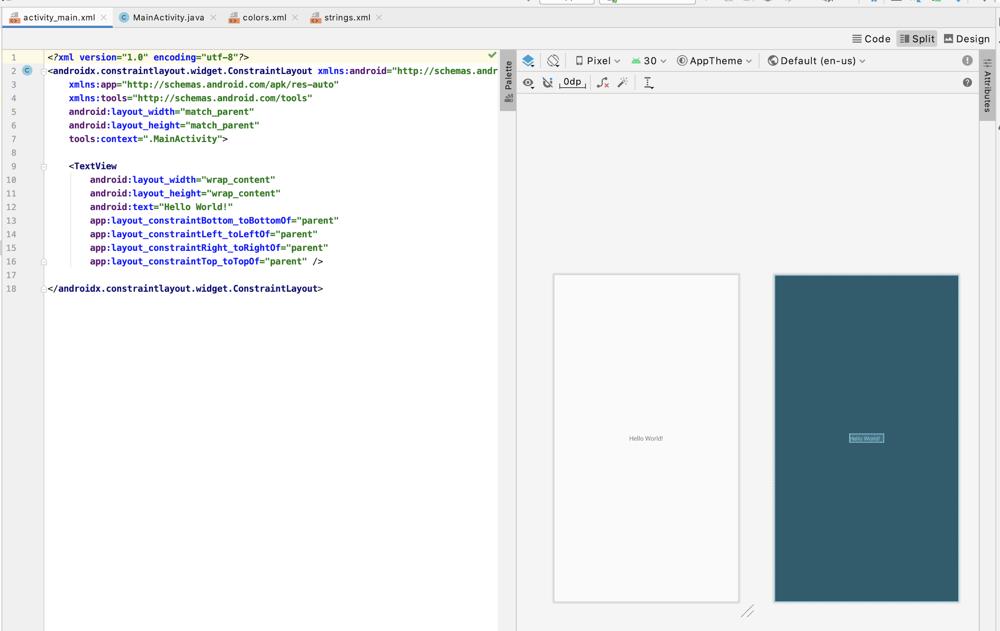 activity_main.xml MainActivity.java colors.xml strings.xml
Code Split Design
1 <?xml version="1.0" encoding="utf-8"?>
2 <androidx.constraintlayout.widget.ConstraintLayout xmlns:android="http://schemas.andr
3 xmlns:app="http://schemas.android.com/apk/res-auto"
4 xmlns:tools="http://schemas.android.com/tools"
5 android:layout_width="match_parent"
6 android:layout_height="match_parent"
7 tools:context=".MainActivity">
8
9 <TextView
10 android:layout_width="wrap_content"
11 android:layout_height="wrap_content"
12 android:text="Hello World!"
13 app:layout_constraintBottom_toBottomOf="parent"
14 app:layout_constraintLeft_toLeftOf="parent"
15 app:layout_constraintRight_toRightOf="parent"
16 app:layout_constraintTop_toTopOf="parent" />
17
18 </androidx.constraintlayout.widget.ConstraintLayout>
Palette
Pixel 30 AppTheme Default (en-us)
0dp
Attributes
Hello World!
Hello World!